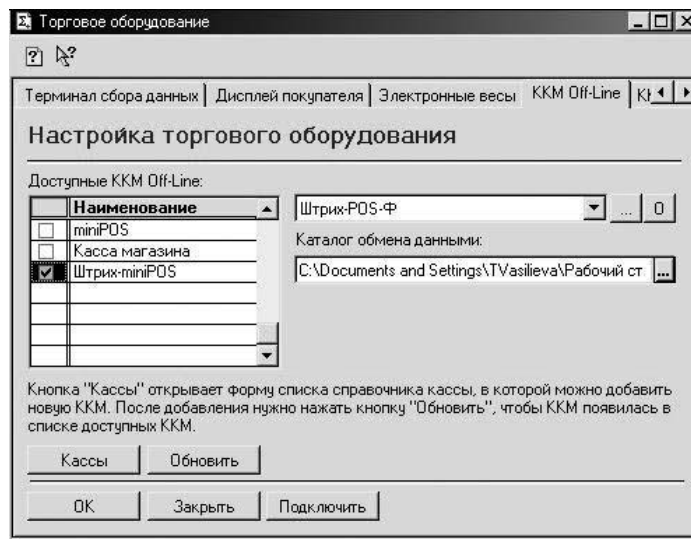 Торговое оборудование
Терминал сбора данных Дисплей покупателя Электронные весы ККМ Off-Line
Настройка торгового оборудования
Доступные ККМ Off-Line:
Наименование
miniPOS
Касса магазина
Штрих-miniPOS
Штрих-POS-Ф ... О
Каталог обмена данными:
C:\Documents and Settings\TVasilieva\Рабочий ст ...
Кнопка "Кассы" открывает форму списка справочника кассы, в которой можно добавить
новую ККМ. После добавления нужно нажать кнопку "Обновить", чтобы ККМ появилась в
списке доступных ККМ.
Кассы Обновить
OK Закрыть Подключить